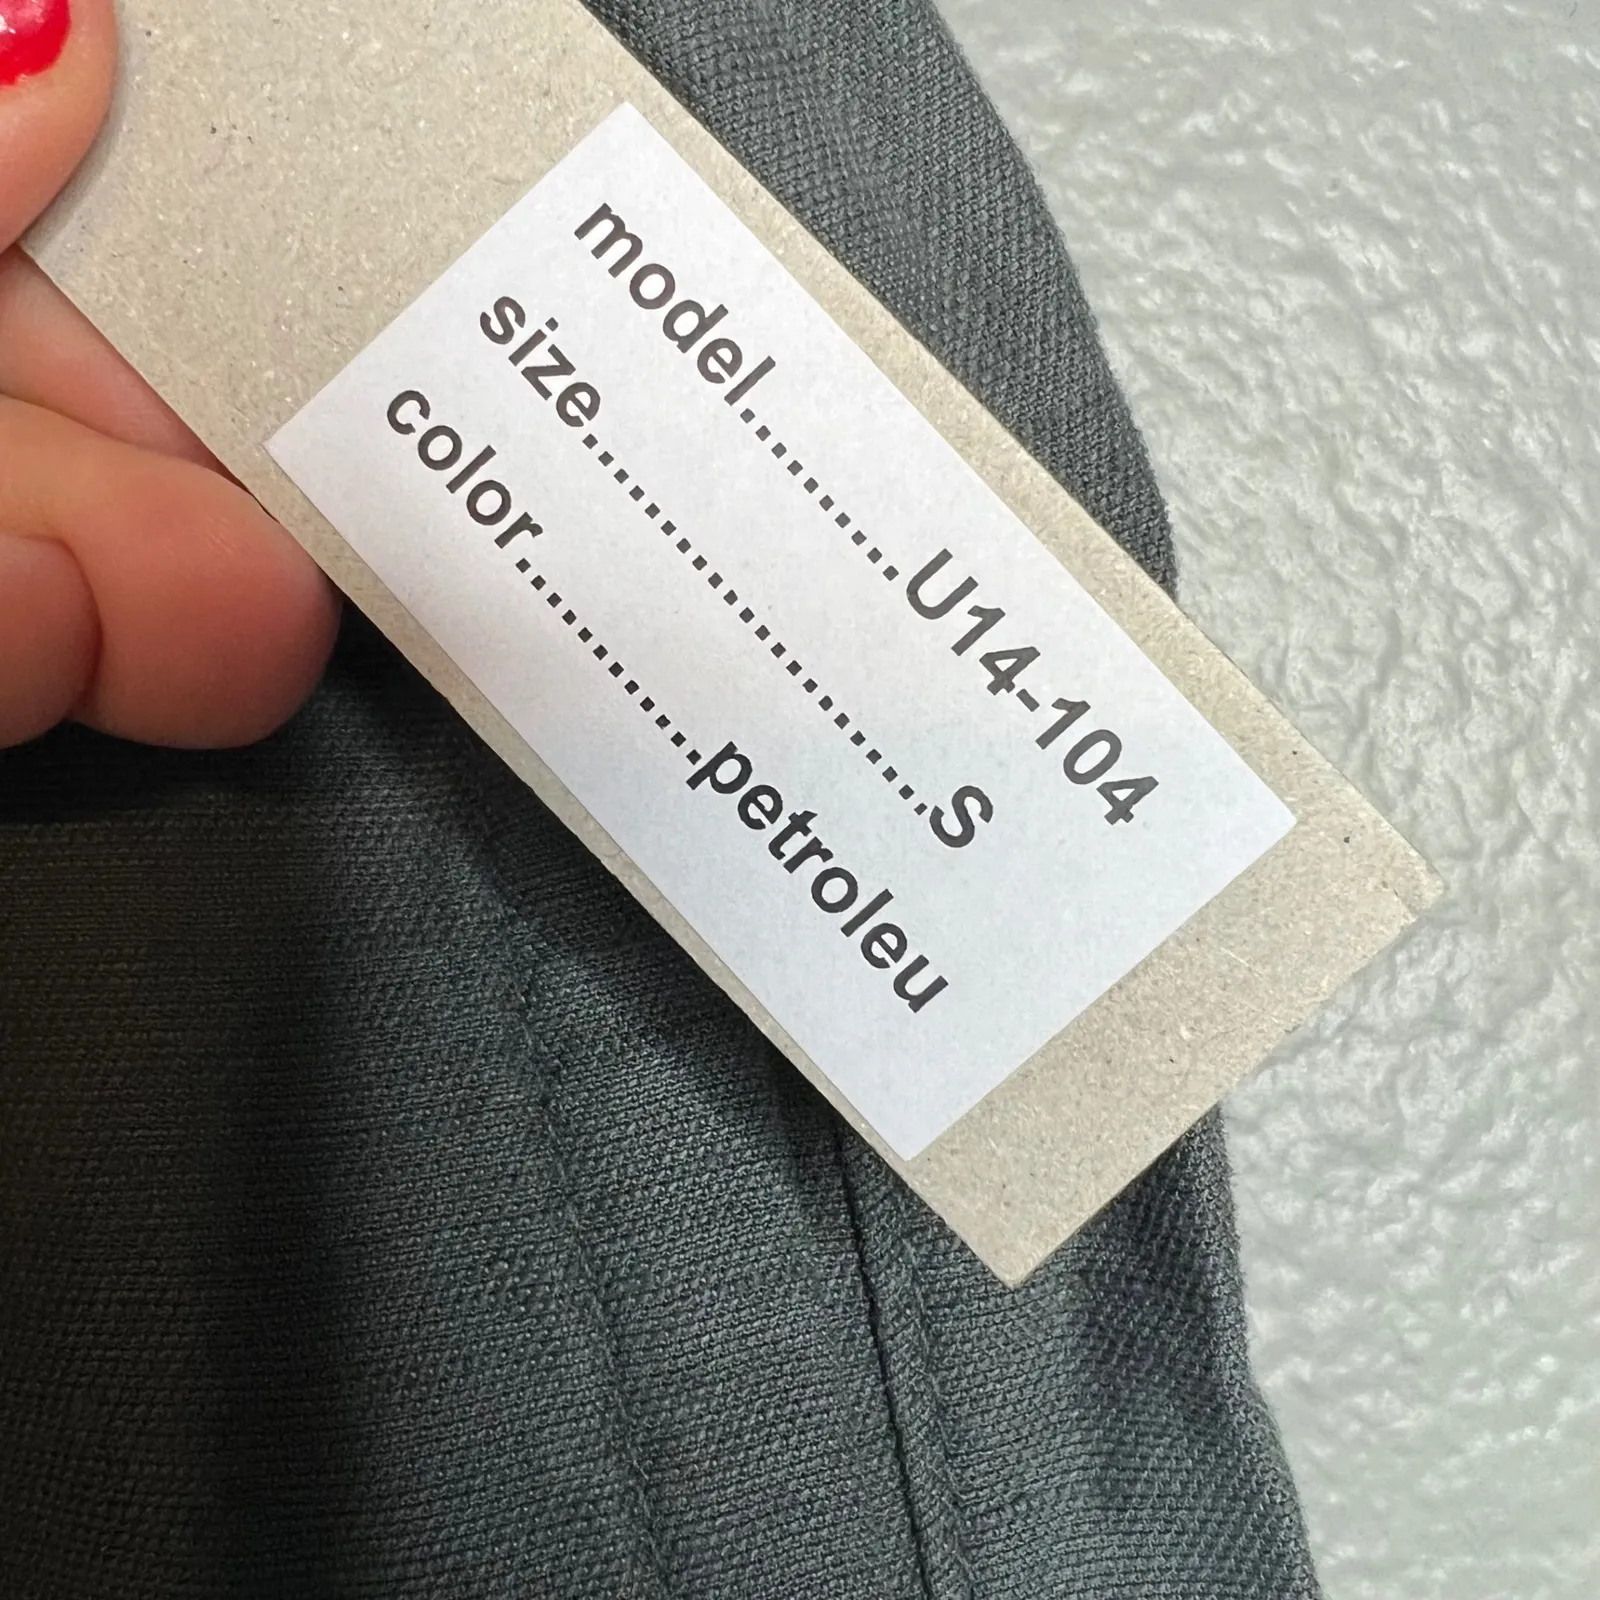 model.........U14-104
size.....................S
color...........petroleu